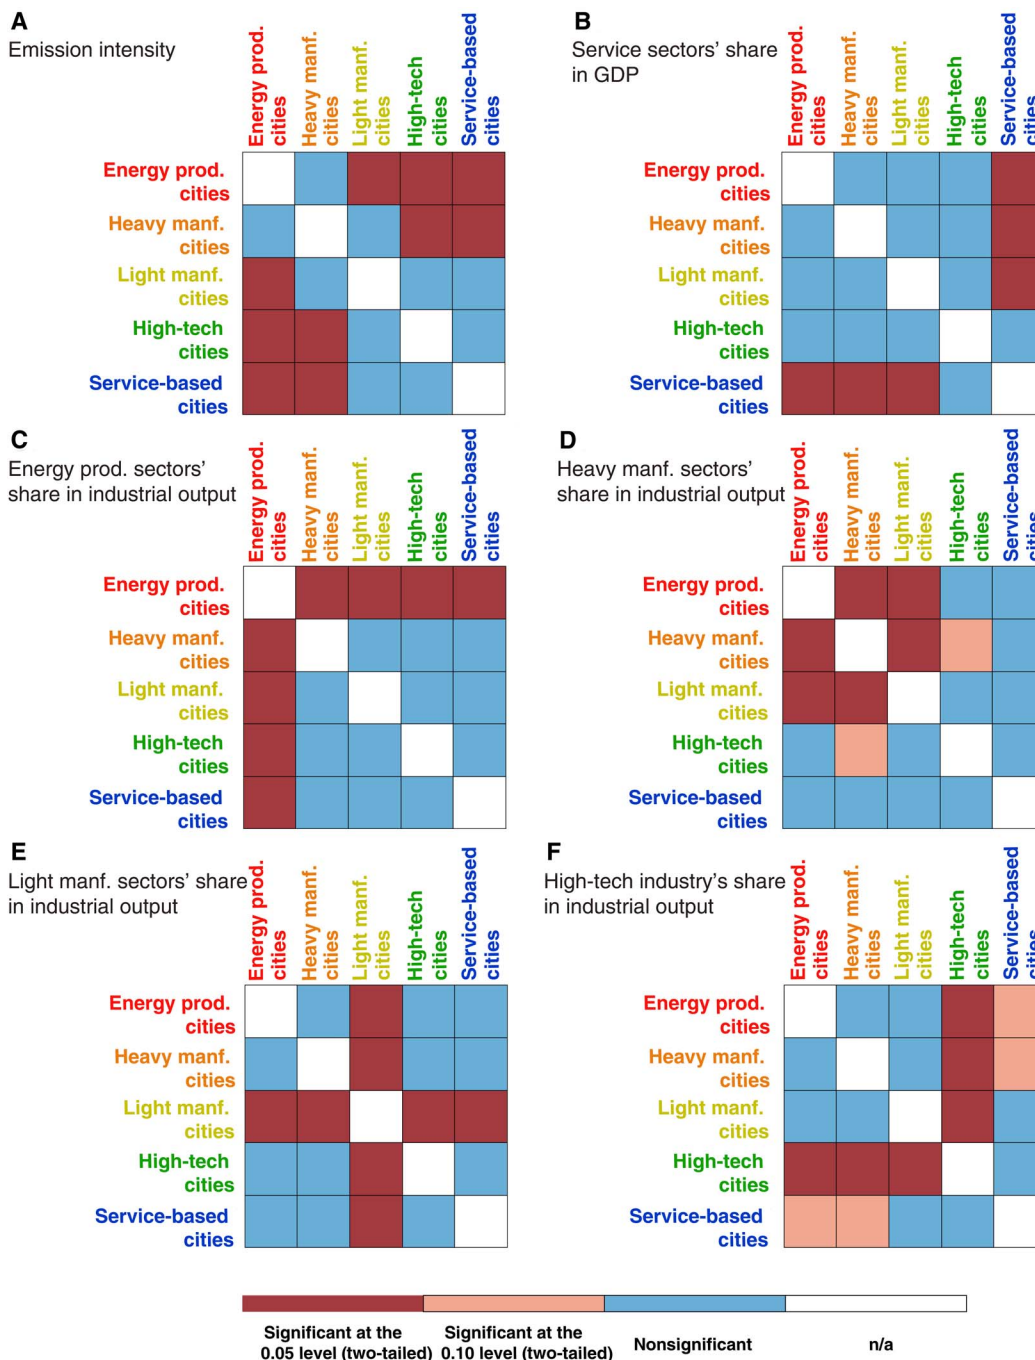 A
Emission intensity
Energy prod.
cities
Heavy manf.
cities
Light manf.
cities
High-tech
cities
Service-based
cities
Energy prod.
cities
Heavy manf.
cities
Light manf.
cities
High-tech
cities
Service-based
cities
B
Service sectors' share
in GDP
Energy prod.
cities
Heavy manf.
cities
Light manf.
cities
High-tech
cities
Service-based
cities
Energy prod.
cities
Heavy manf.
cities
Light manf.
cities
High-tech
cities
Service-based
cities
C
Energy prod. sectors'
share in industrial output
Energy prod.
cities
Heavy manf.
cities
Light manf.
cities
High-tech
cities
Service-based
cities
Energy prod.
cities
Heavy manf.
cities
Light manf.
cities
High-tech
cities
Service-based
cities
D
Heavy manf. sectors'
share in industrial output
Energy prod.
cities
Heavy manf.
cities
Light manf.
cities
High-tech
cities
Service-based
cities
Energy prod.
cities
Heavy manf.
cities
Light manf.
cities
High-tech
cities
Service-based
cities
E
Light manf. sectors' share
in industrial output
Energy prod.
cities
Heavy manf.
cities
Light manf.
cities
High-tech
cities
Service-based
cities
Energy prod.
cities
Heavy manf.
cities
Light manf.
cities
High-tech
cities
Service-based
cities
F
High-tech industry's share
in industrial output
Energy prod.
cities
Heavy manf.
cities
Light manf.
cities
High-tech
cities
Service-based
cities
Energy prod.
cities
Heavy manf.
cities
Light manf.
cities
High-tech
cities
Service-based
cities
Significant at the
0.05 level (two-tailed)
Significant at the
0.10 level (two-tailed)
Nonsignificant
n/a